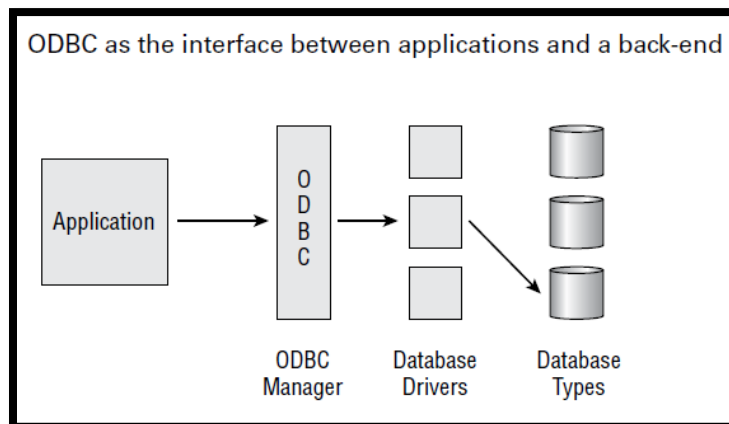 ODBC as the interface between applications and a back-end
Application
O
D
B
C
ODBC
Manager
Database
Drivers
Database
Types